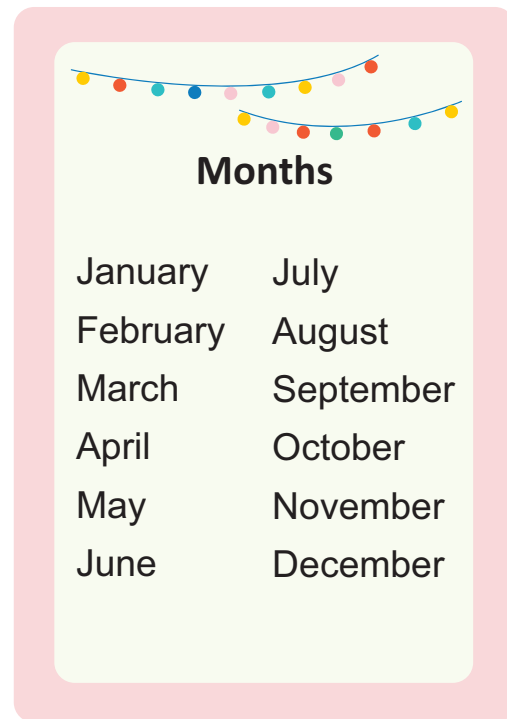 Months
January
February
March
April
May
June
July
August
September
October
November
December